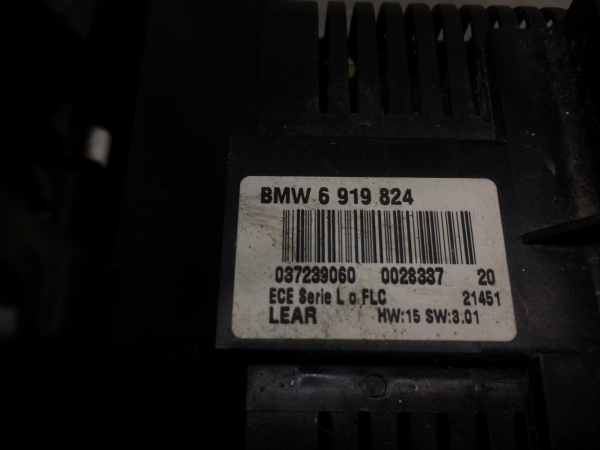 BMW 6 919 824
037239060 0028337 20
ECE Serie L o FLC 21451
LEAR HW:15 SW:3.01